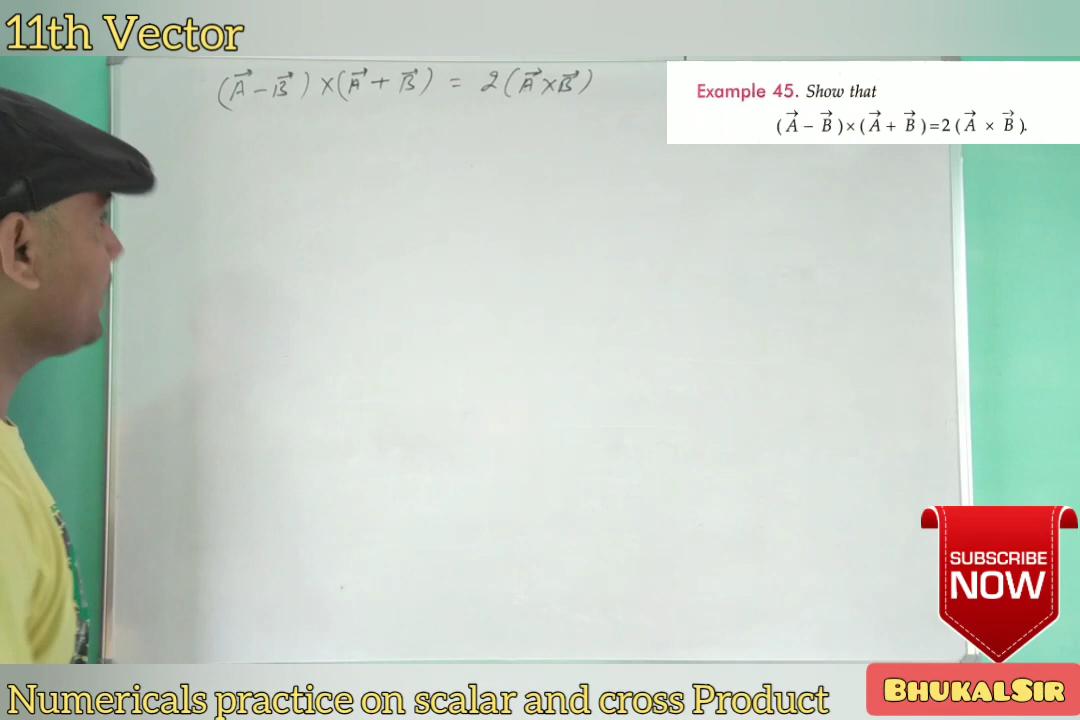 11th Vector
(A⃗ − B⃗) × (A⃗ + B⃗) = 2(A⃗ × B⃗)
Example 45. Show that
(A⃗ − B⃗) × (A⃗ + B⃗) = 2 (A⃗ × B⃗).
SUBSCRIBE
NOW
Numericals practice on scalar and cross Product
BHUKALSIR